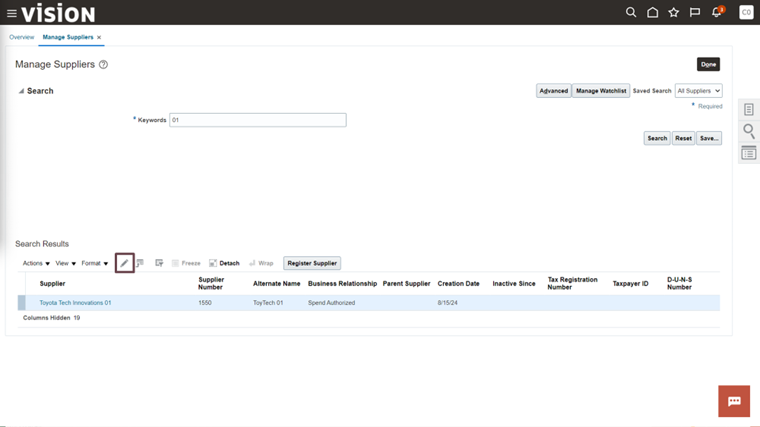 vision
2
CO
Overview Manage Suppliers ×
Manage Suppliers ?
Done
Search
Advanced Manage Watchlist Saved Search All Suppliers
* Required
* Keywords 01
Search Reset Save...
Search Results
Actions View Format Freeze Detach Wrap Register Supplier
Supplier Supplier Number Alternate Name Business Relationship Parent Supplier Creation Date Inactive Since Tax Registration Number Taxpayer ID D-U-N-S Number
Toyota Tech Innovations 01 1550 ToyTech 01 Spend Authorized 8/15/24
Columns Hidden 19